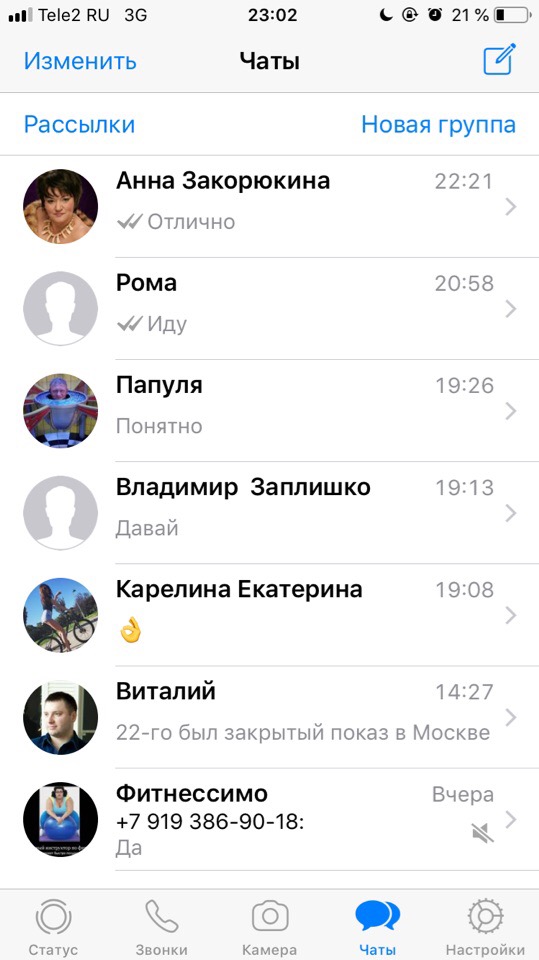 Tele2 RU 3G 23:02 21 %
Изменить Чаты
Рассылки Новая группа
Анна Закорюкина 22:21
Отлично
Рома 20:58
Иду
Папуля 19:26
Понятно
Владимир Заплишко 19:13
Давай
Карелина Екатерина 19:08
👌
Виталий 14:27
22-го был закрытый показ в Москве
Фитнессимо Вчера
+7 919 386-90-18:
Да
Статус Звонки Камера Чаты Настройки